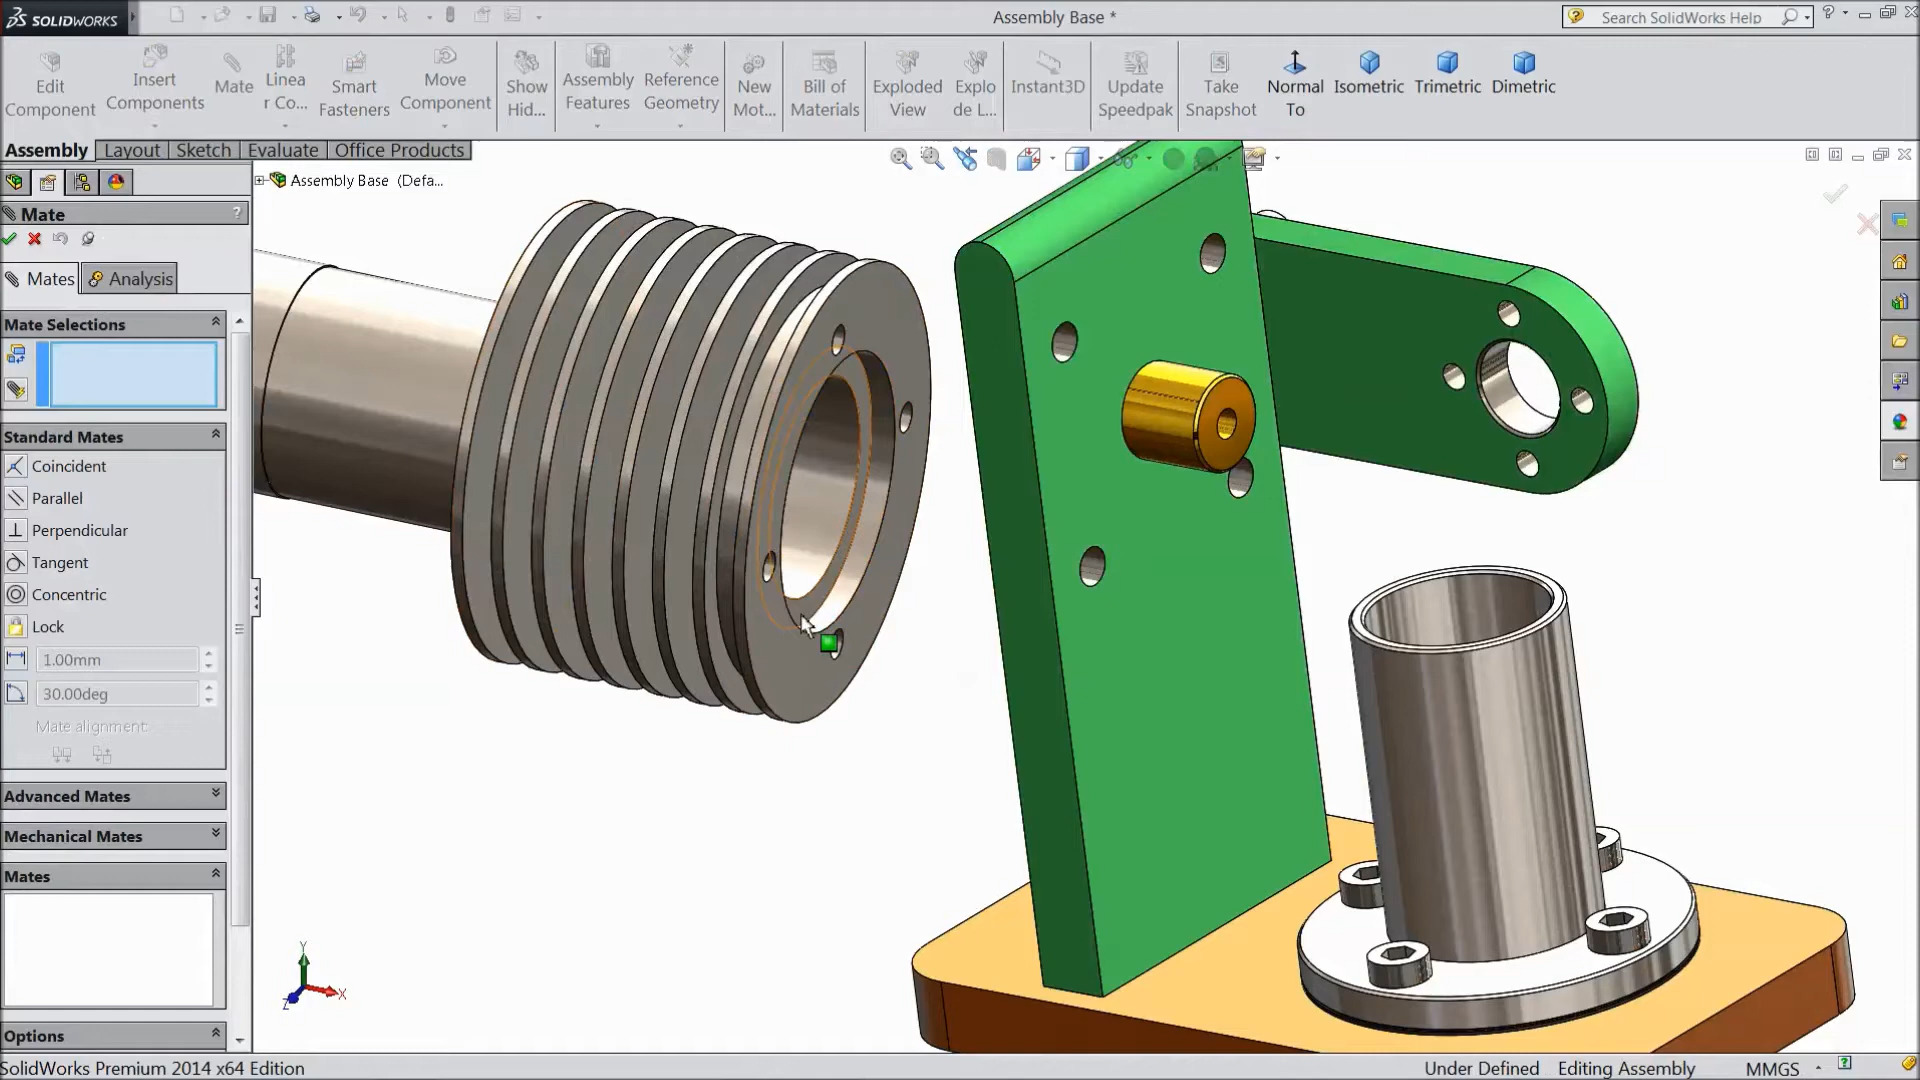 SOLIDWORKS
Assembly Base *
Search SolidWorks Help
Edit
Component
Insert
Components
Mate
Linea
r Co...
Smart
Fasteners
Move
Component
Show
Hid...
Assembly
Features
Reference
Geometry
New
Mot...
Bill of
Materials
Exploded
View
Explo
de L...
Instant3D
Update
Speedpak
Take
Snapshot
Normal
To
Isometric
Trimetric
Dimetric
Assembly
Layout
Sketch
Evaluate
Office Products
Assembly Base (Defa...
Mate
?
Mates
Analysis
Mate Selections
Standard Mates
Coincident
Parallel
Perpendicular
Tangent
Concentric
Lock
1.00mm
30.00deg
Mate alignment:
Advanced Mates
Mechanical Mates
Mates
Options
Y
X
Z
SolidWorks Premium 2014 x64 Edition
Under Defined
Editing Assembly
MMGS